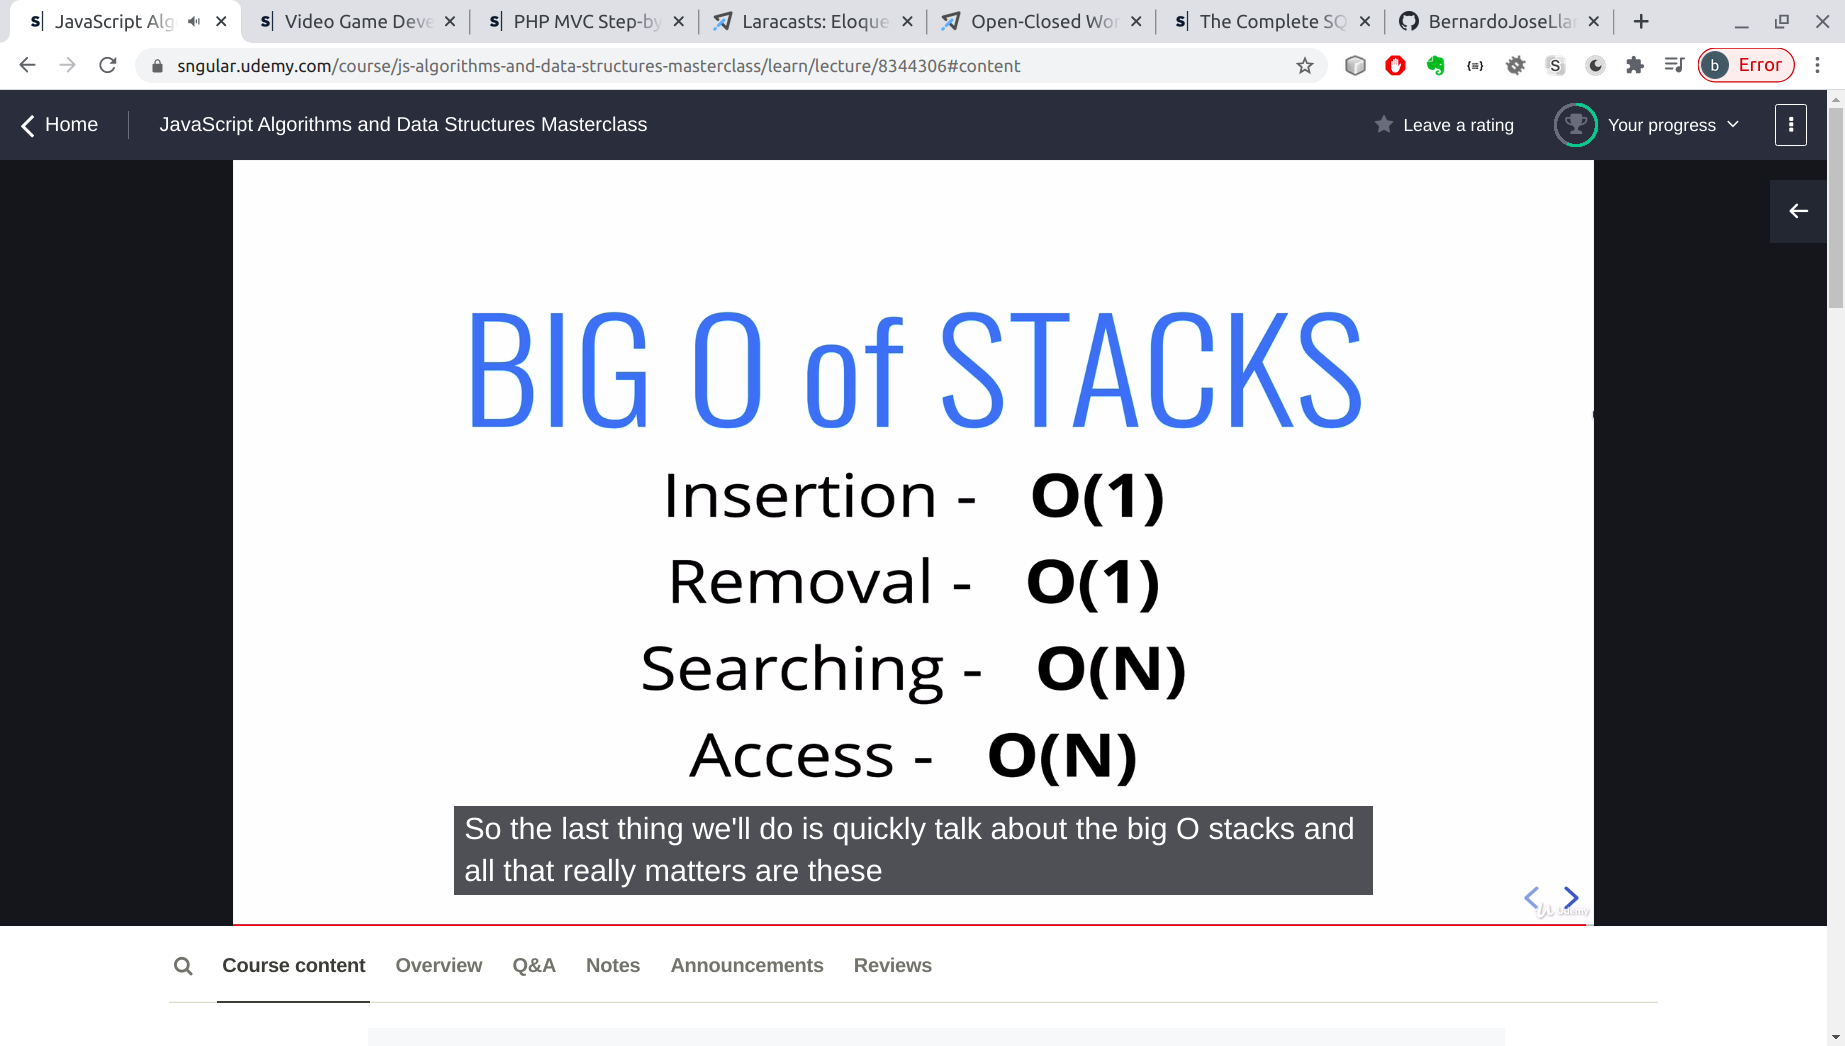 s| JavaScript Alg
s| Video Game Deve
s| PHP MVC Step-by
Laracasts: Eloque
Open-Closed Wor
s| The Complete SQ
BernardoJoseLlar
sngular.udemy.com/course/js-algorithms-and-data-structures-masterclass/learn/lecture/8344306#content
S
b Error
Home
JavaScript Algorithms and Data Structures Masterclass
Leave a rating
Your progress
BIG O of STACKS
Insertion - O(1)
Removal - O(1)
Searching - O(N)
Access - O(N)
So the last thing we'll do is quickly talk about the big O stacks and
all that really matters are these
Udemy
Course content
Overview
Q&A
Notes
Announcements
Reviews